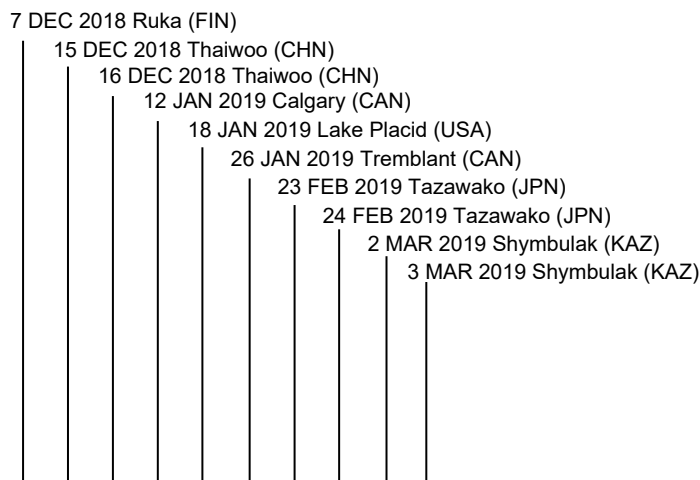 7 DEC 2018 Ruka (FIN)
15 DEC 2018 Thaiwoo (CHN)
16 DEC 2018 Thaiwoo (CHN)
12 JAN 2019 Calgary (CAN)
18 JAN 2019 Lake Placid (USA)
26 JAN 2019 Tremblant (CAN)
23 FEB 2019 Tazawako (JPN)
24 FEB 2019 Tazawako (JPN)
2 MAR 2019 Shymbulak (KAZ)
3 MAR 2019 Shymbulak (KAZ)